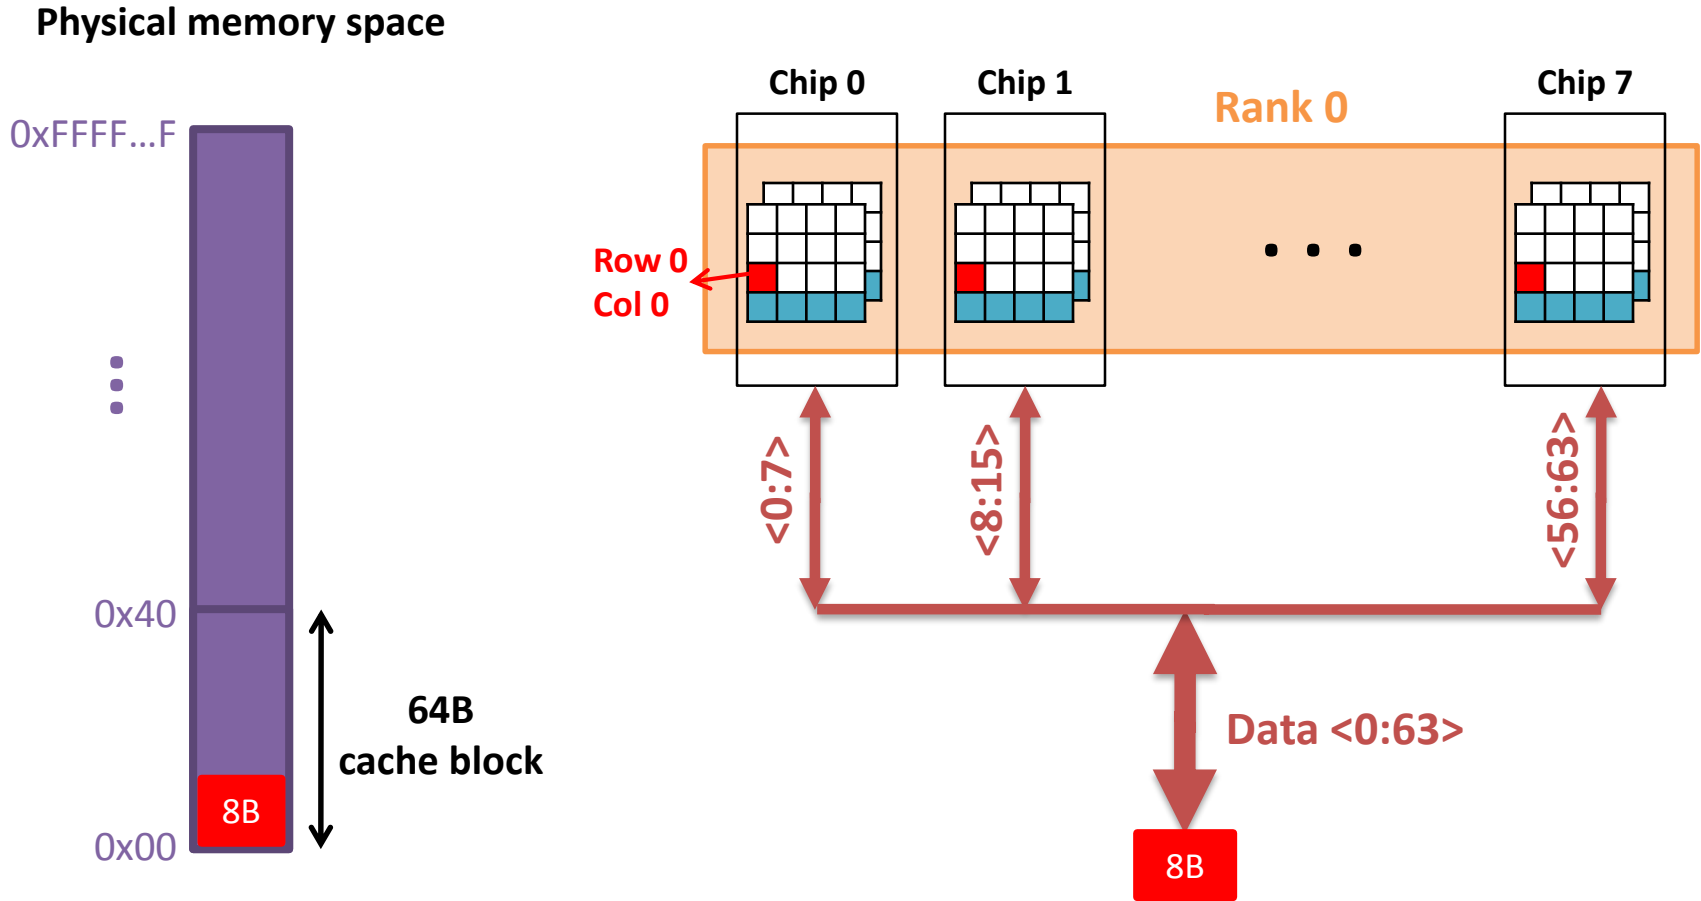 Physical memory space
0xFFFF...F
0x40
64B
cache block
8B
0x00
Chip 0
Chip 1
Chip 7
Rank 0
Row 0
Col 0
. . .
<0:7>
<8:15>
<56:63>
Data <0:63>
8B